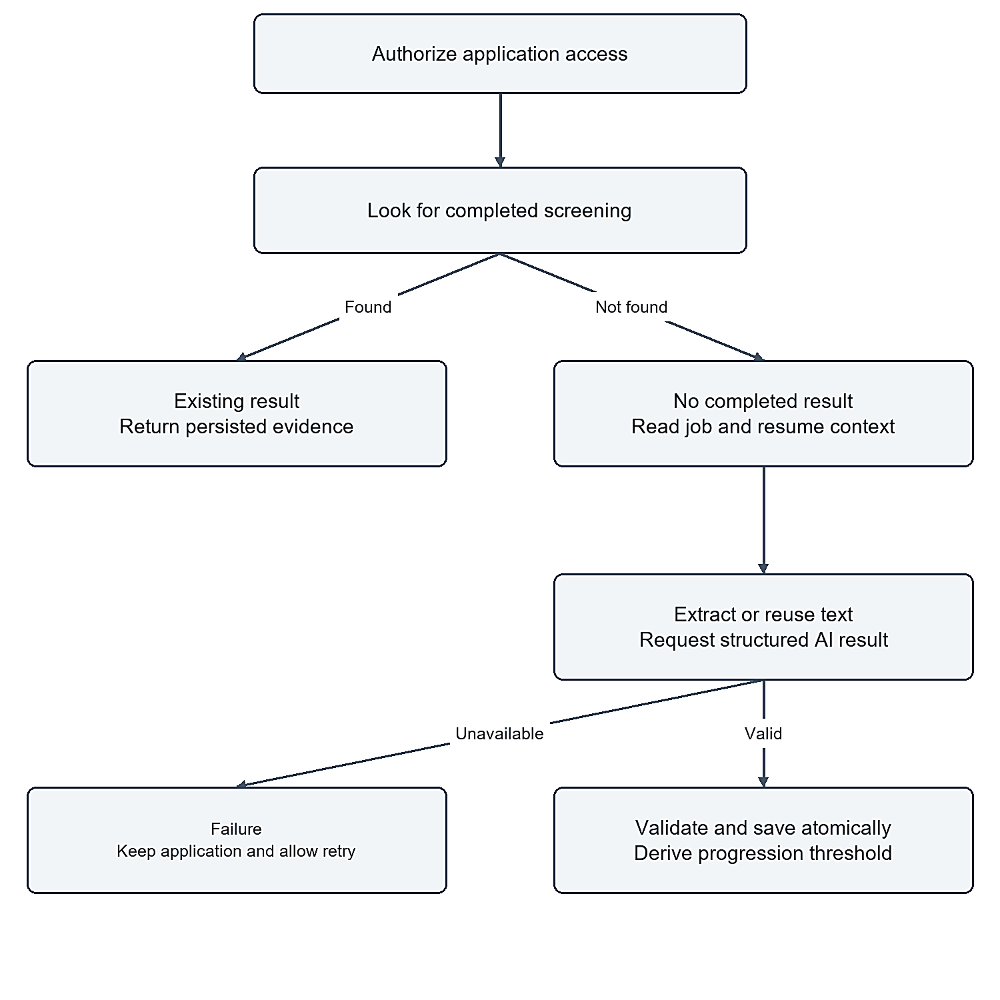 Authorize application access
Look for completed screening
Found
Not found
Existing result
Return persisted evidence
No completed result
Read job and resume context
Extract or reuse text
Request structured AI result
Unavailable
Valid
Failure
Keep application and allow retry
Validate and save atomically
Derive progression threshold